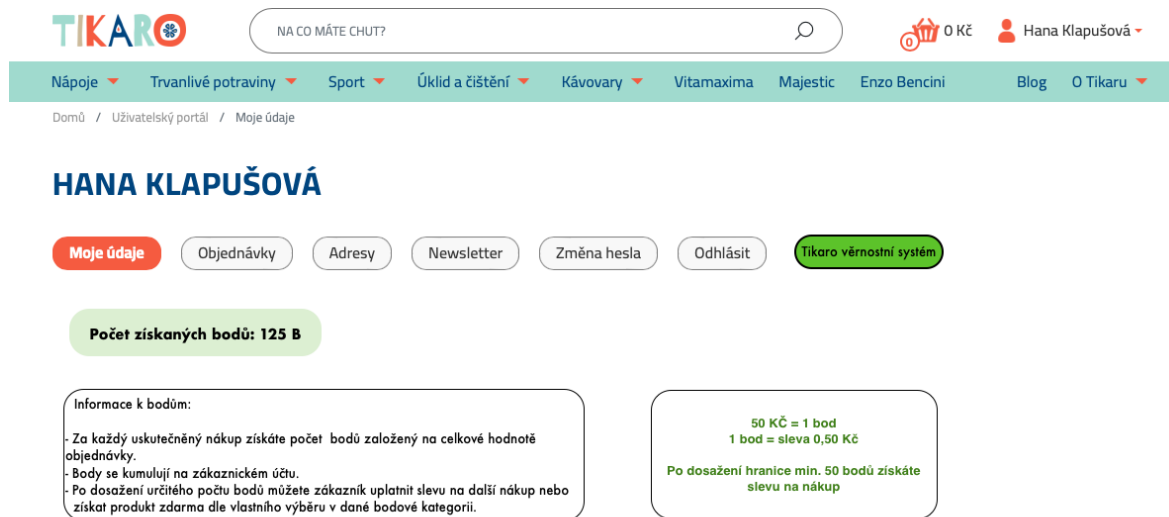 TIKARO
NA CO MÁTE CHUT?
0
0 Kč
Hana Klapušová
Nápoje
Trvanlivé potraviny
Sport
Úklid a čištění
Kávovary
Vitamaxima
Majestic
Enzo Bencini
Blog
O Tikaru
Domů / Uživatelský portál / Moje údaje
HANA KLAPUŠOVÁ
Moje údaje
Objednávky
Adresy
Newsletter
Změna hesla
Odhlásit
Tikaro věrnostní systém
Počet získaných bodů: 125 B
Informace k bodům:
- Za každý uskutečněný nákup získáte počet bodů založený na celkové hodnotě
objednávky.
- Body se kumulují na zákaznickém účtu.
- Po dosažení určitého počtu bodů můžete zákazník uplatnit slevu na další nákup nebo
získat produkt zdarma dle vlastního výběru v dané bodové kategorii.
50 KČ = 1 bod
1 bod = sleva 0,50 Kč
Po dosažení hranice min. 50 bodů získáte
slevu na nákup